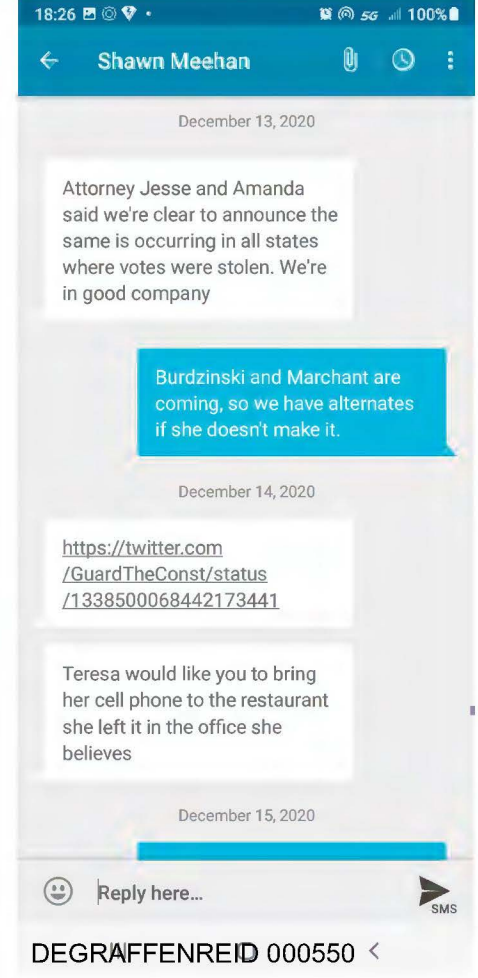 18:26 5G 100%
Shawn Meehan
December 13, 2020
Attorney Jesse and Amanda
said we're clear to announce the
same is occurring in all states
where votes were stolen. We're
in good company
Burdzinski and Marchant are
coming, so we have alternates
if she doesn't make it.
December 14, 2020
https://twitter.com
/GuardTheConst/status
/1338500068442173441
Teresa would like you to bring
her cell phone to the restaurant
she left it in the office she
believes
December 15, 2020
Reply here...
SMS
DEGRAFFENREID 000550